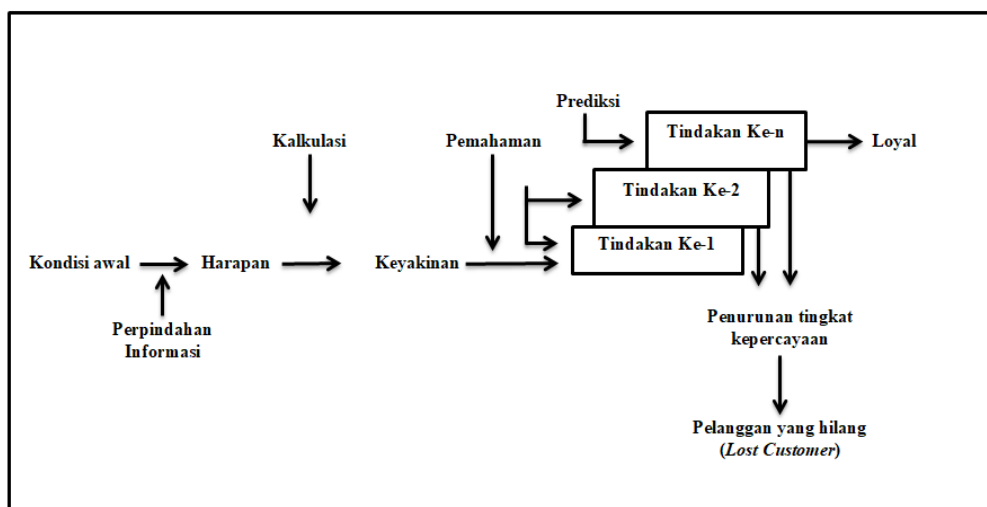 Prediksi
Tindakan Ke-n
Loyal
Kalkulasi
Pemahaman
Tindakan Ke-2
Tindakan Ke-1
Kondisi awal
Harapan
Keyakinan
Perpindahan
Informasi
Penurunan tingkat
kepercayaan
Pelanggan yang hilang
(Lost Customer)